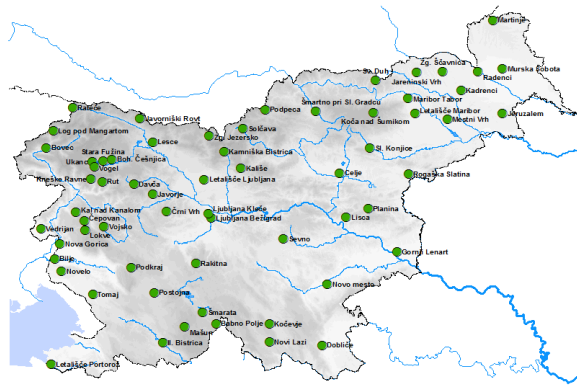 Martinje
Sv. Duh
Zg. Ščavnica
Murska Sobota
Jareninski Vrh
Radenci
Kadrenci
Rateče
Javorniški Rovt
Podpeca
Šmartno pri Sl. Gradcu
Maribor Tabor
Koča nad Šumikom
Letališče Maribor
Jeruzalem
Mestni Vrh
Log pod Mangartom
Solčava
Zg. Jezersko
Lesce
Bovec
Stara Fužina
Kamniška Bistrica
Sl. Konjice
Ukanc
Boh. Češnjica
Vogel
Kališe
Celje
Rogaška Slatina
Kneške Ravne
Rut
Davča
Letališče Ljubljana
Javorje
Kal nad Kanalom
Črni Vrh
Ljubljana Kleče
Planina
Čepovan
Ljubljana Bežigrad
Lisca
Vedrijan
Vojsko
Lokve
Nova Gorica
Sevno
Gornji Lenart
Bilje
Novelo
Podkraj
Rakitna
Tomaj
Postojna
Novo mesto
Šmarata
Mašun
Babno Polje
Kočevje
Il. Bistrica
Novi Lazi
Dobliče
Letališče Portorož